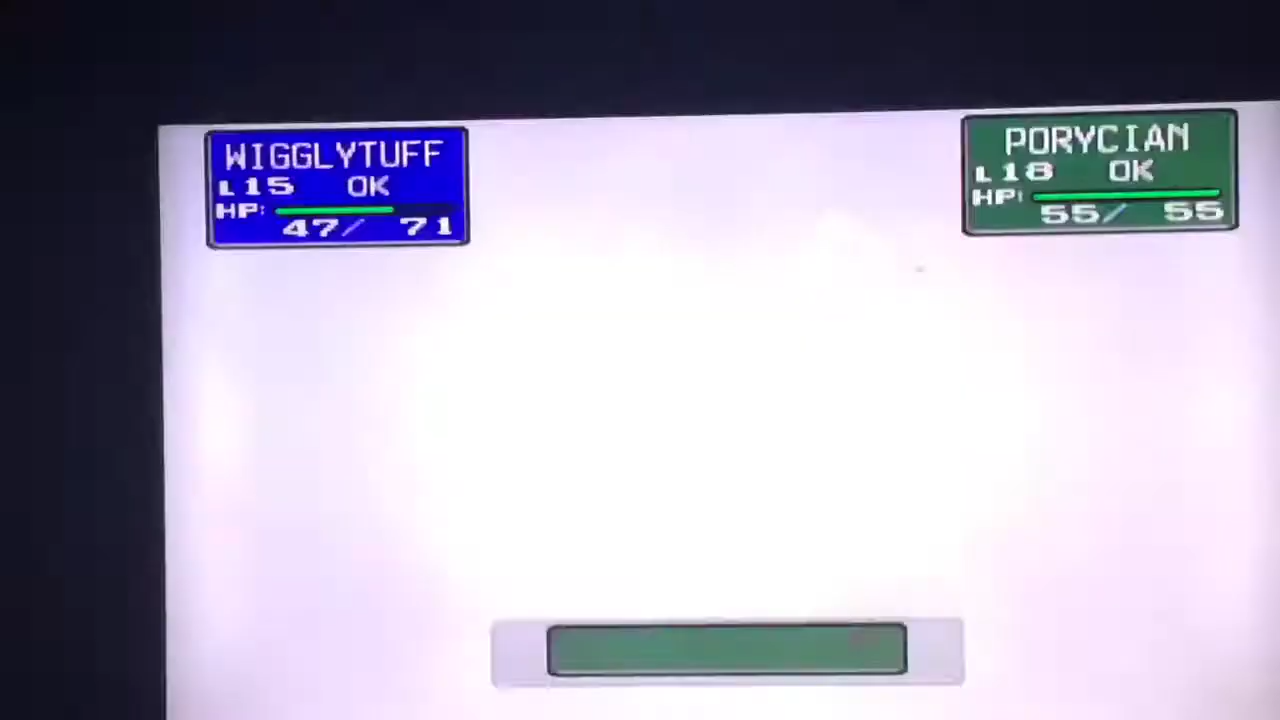 WIGGLYTUFF
L15 OK
HP:
47/ 71
PORYCIAN
L18 OK
HP:
55/ 55